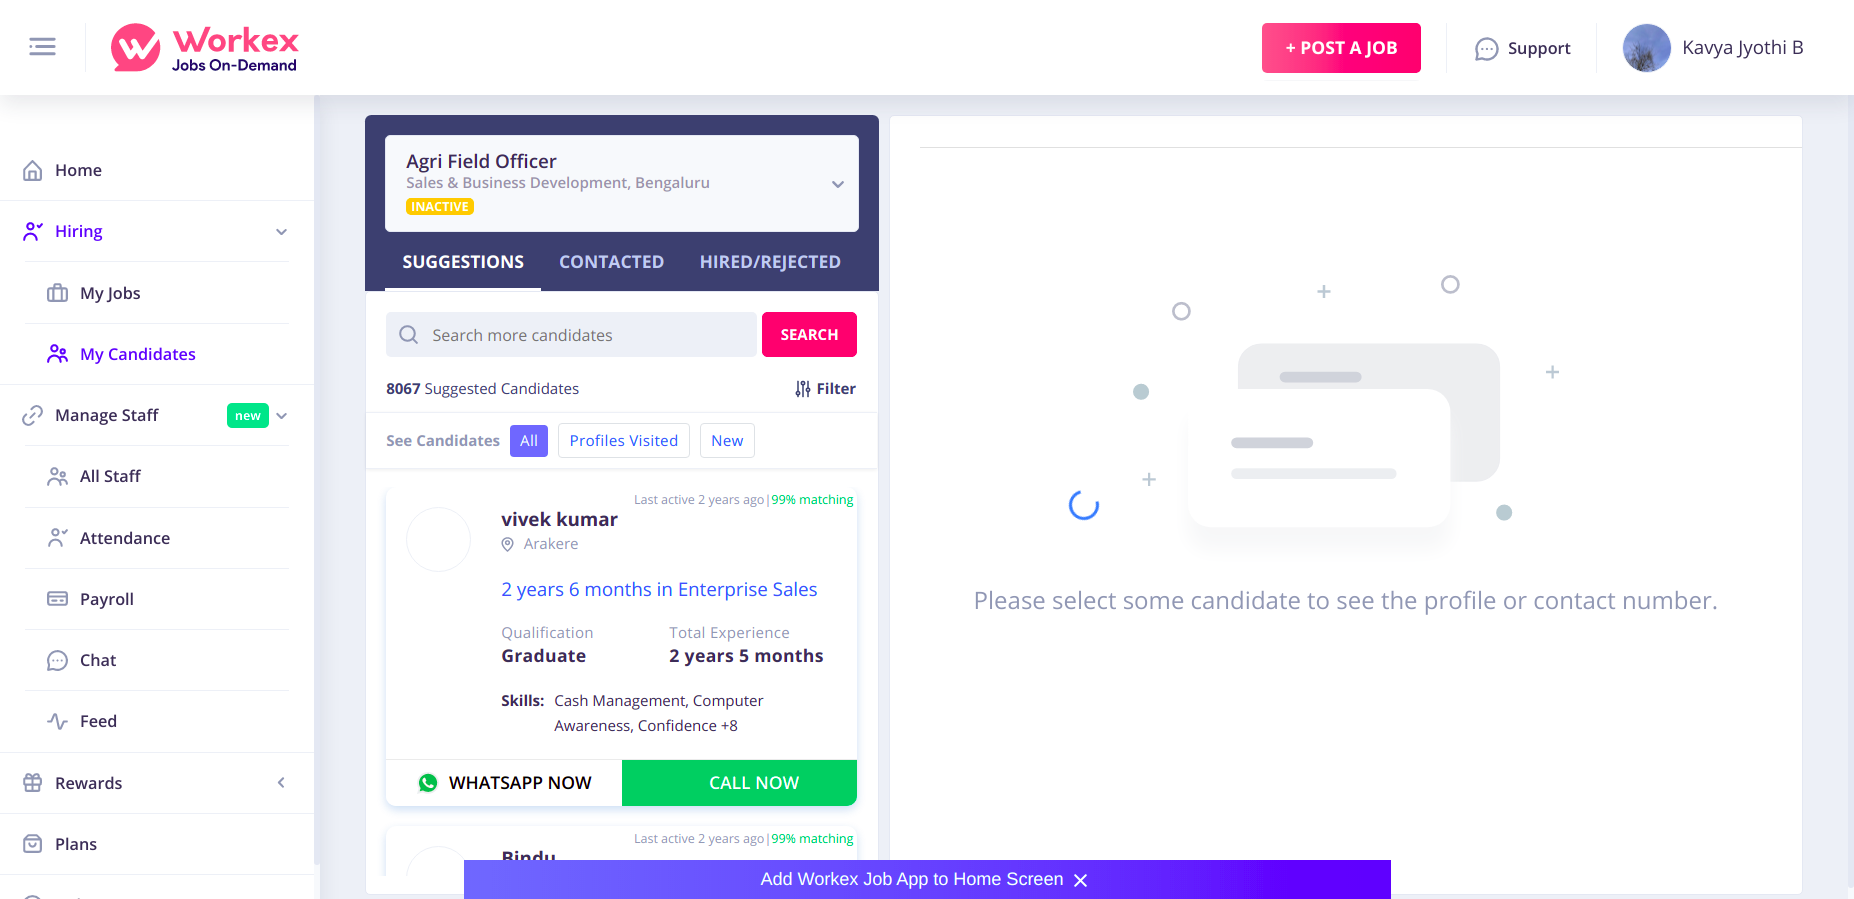 Workex
Jobs On-Demand
+ POST A JOB
Support
Kavya Jyothi B
Home
Hiring
My Jobs
My Candidates
Manage Staff
new
All Staff
Attendance
Payroll
Chat
Feed
Rewards
Plans
Agri Field Officer
Sales & Business Development, Bengaluru
INACTIVE
SUGGESTIONS
CONTACTED
HIRED/REJECTED
Search more candidates
SEARCH
8067 Suggested Candidates
Filter
See Candidates
All
Profiles Visited
New
Last active 2 years ago|99% matching
vivek kumar
Arakere
2 years 6 months in Enterprise Sales
Qualification
Graduate
Total Experience
2 years 5 months
Skills: Cash Management, Computer
Awareness, Confidence +8
WHATSAPP NOW
CALL NOW
Last active 2 years ago|99% matching
Bindu
Please select some candidate to see the profile or contact number.
Add Workex Job App to Home Screen